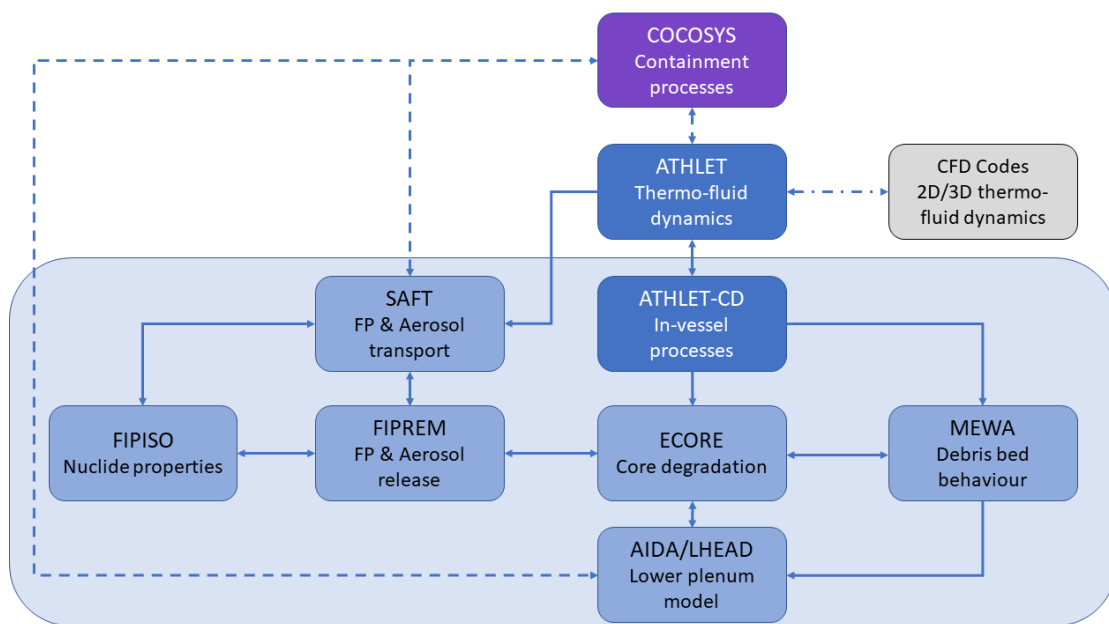 COCOSYS
Containment
processes
ATHLET
Thermo-fluid
dynamics
CFD Codes
2D/3D thermo-
fluid dynamics
SAFT
FP & Aerosol
transport
ATHLET-CD
In-vessel
processes
FIPISO
Nuclide properties
FIPREM
FP & Aerosol
release
ECORE
Core degradation
MEWA
Debris bed
behaviour
AIDA/LHEAD
Lower plenum
model